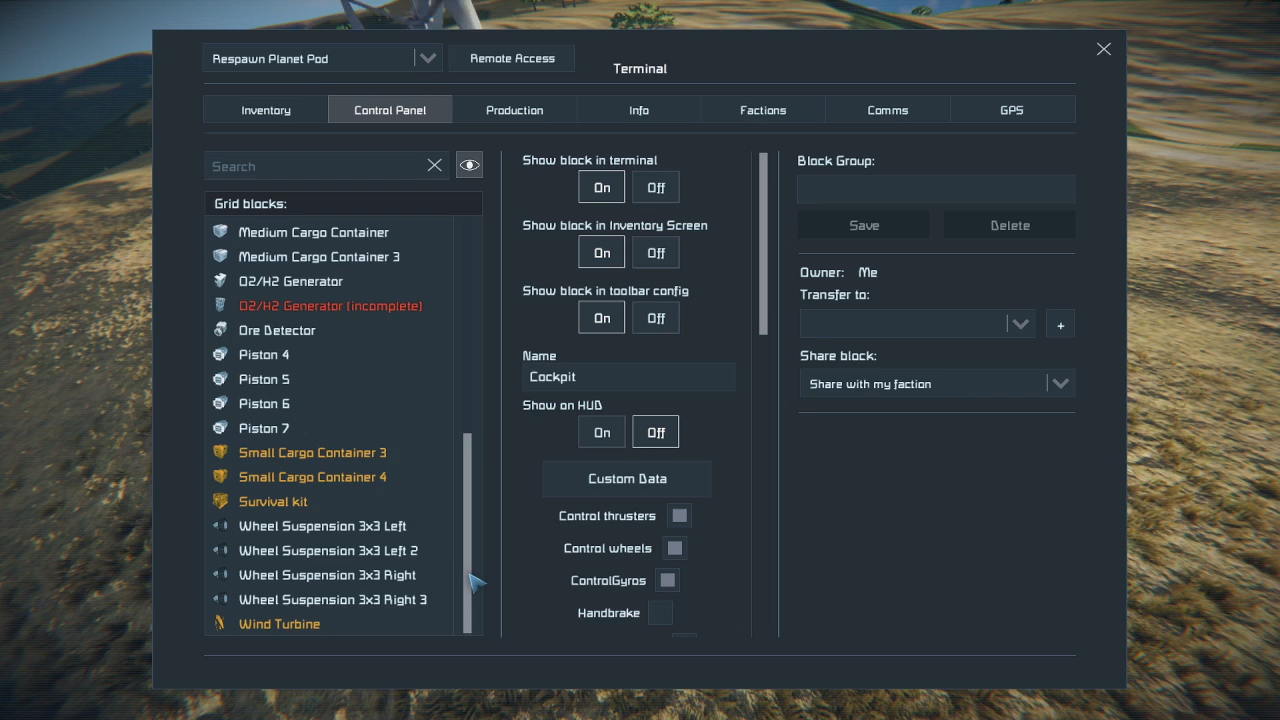 Respawn Planet Pod
Remote Access
Terminal
Inventory
Control Panel
Production
Info
Factions
Comms
GPS
Search
Grid blocks:
Medium Cargo Container
Medium Cargo Container 3
O2/H2 Generator
O2/H2 Generator (incomplete)
Ore Detector
Piston 4
Piston 5
Piston 6
Piston 7
Small Cargo Container 3
Small Cargo Container 4
Survival kit
Wheel Suspension 3x3 Left
Wheel Suspension 3x3 Left 2
Wheel Suspension 3x3 Right
Wheel Suspension 3x3 Right 3
Wind Turbine
Show block in terminal
On Off
Show block in Inventory Screen
On Off
Show block in toolbar config
On Off
Name
Cockpit
Show on HUD
On Off
Custom Data
Control thrusters
Control wheels
ControlGyros
Handbrake
Block Group:
Save Delete
Owner: Me
Transfer to:
+
Share block:
Share with my faction